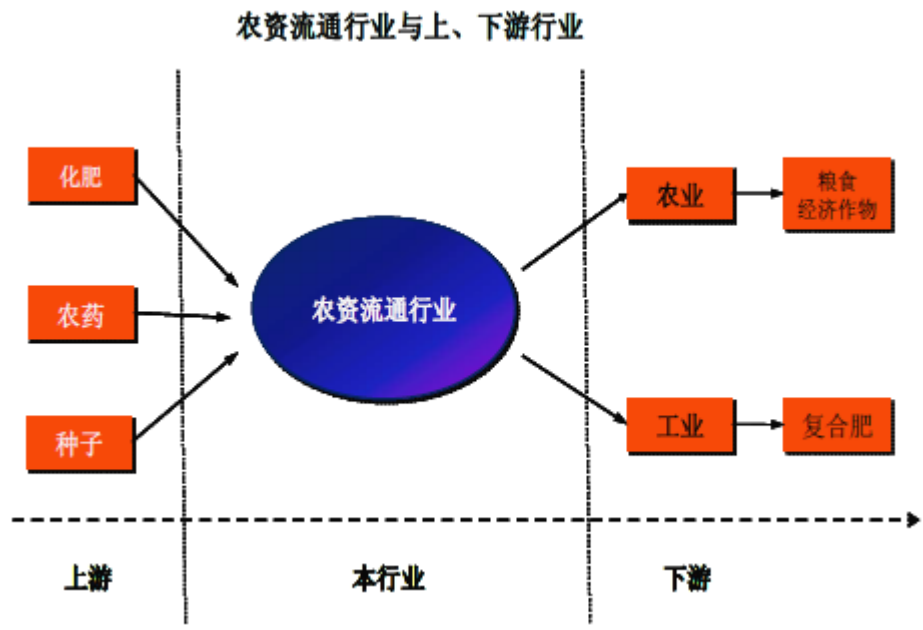 农资流通行业与上、下游行业
化肥
农药
种子
农资流通行业
农业
粮食
经济作物
工业
复合肥
上游
本行业
下游